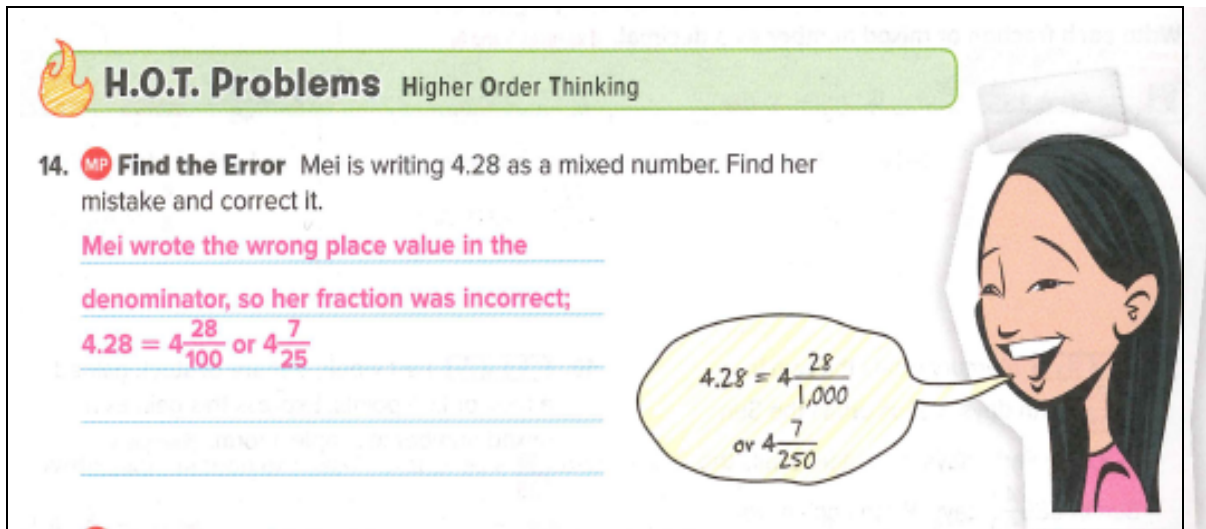 H.O.T. Problems Higher Order Thinking
14. MP Find the Error Mei is writing 4.28 as a mixed number. Find her
mistake and correct it.
Mei wrote the wrong place value in the
denominator, so her fraction was incorrect;
4.28 = 4 28/100 or 4 7/25
4.28 = 4 28/1,000
or 4 7/250